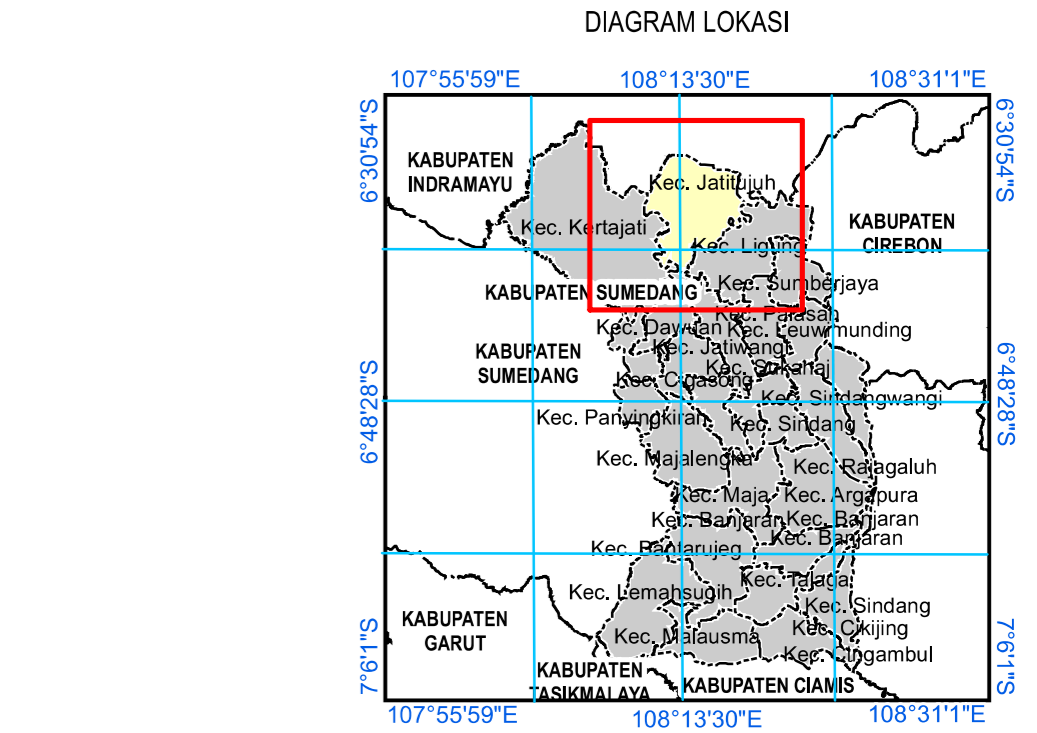 DIAGRAM LOKASI
107°55'59"E
108°13'30"E
108°31'1"E
6°30'54"S
6°30'54"S
KABUPATEN
INDRAMAYU
Kec. Jatitujuh
Kec. Kertajati
KABUPATEN
CIREBON
Kec. Ligung
Kec. Sumberjaya
KABUPATEN SUMEDANG
Kec. Palasah
Kec. Dawuan
Kec. Leuwimunding
KABUPATEN
SUMEDANG
Kec. Jatiwangi
Kec. Sukahaj
Kec. Cigasong
6°48'28"S
6°48'28"S
Kec. Sindangwangi
Kec. Panyingkiran
Kec. Sindang
Kec. Majalengka
Kec. Rajagaluh
Kec. Maja
Kec. Argapura
Kec. Banjaran
Kec. Banjaran
Kec. Banjaran
Kec. Bantarujeg
Kec. Talaga
Kec. Lemahsugih
Kec. Sindang
KABUPATEN
GARUT
Kec. Cikijing
Kec. Malausma
Kec. Cingambul
7°6'1"S
7°6'1"S
KABUPATEN
TASIKMALAYA
KABUPATEN CIAMIS
107°55'59"E
108°13'30"E
108°31'1"E